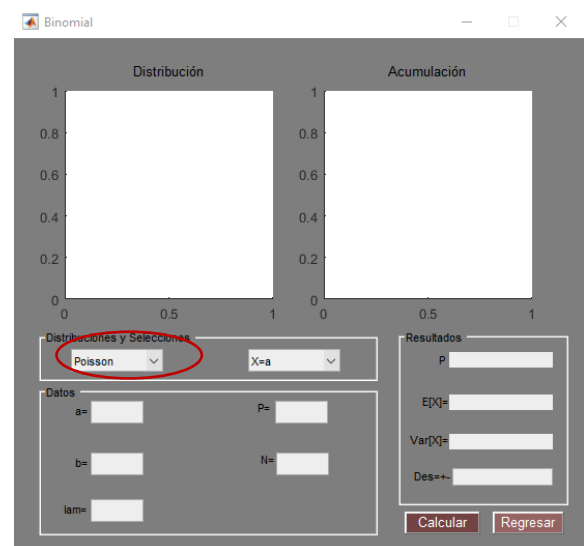 Binomial
Distribución
Acumulación
1
0.8
0.6
0.4
0.2
0
0 0.5 1
1
0.8
0.6
0.4
0.2
0
0 0.5 1
Distribuciones y Selecciones
Poisson
X=a
Datos
a=
P=
b=
N=
lam=
Resultados
P
E[X]=
Var[X]=
Des=+-
Calcular
Regresar